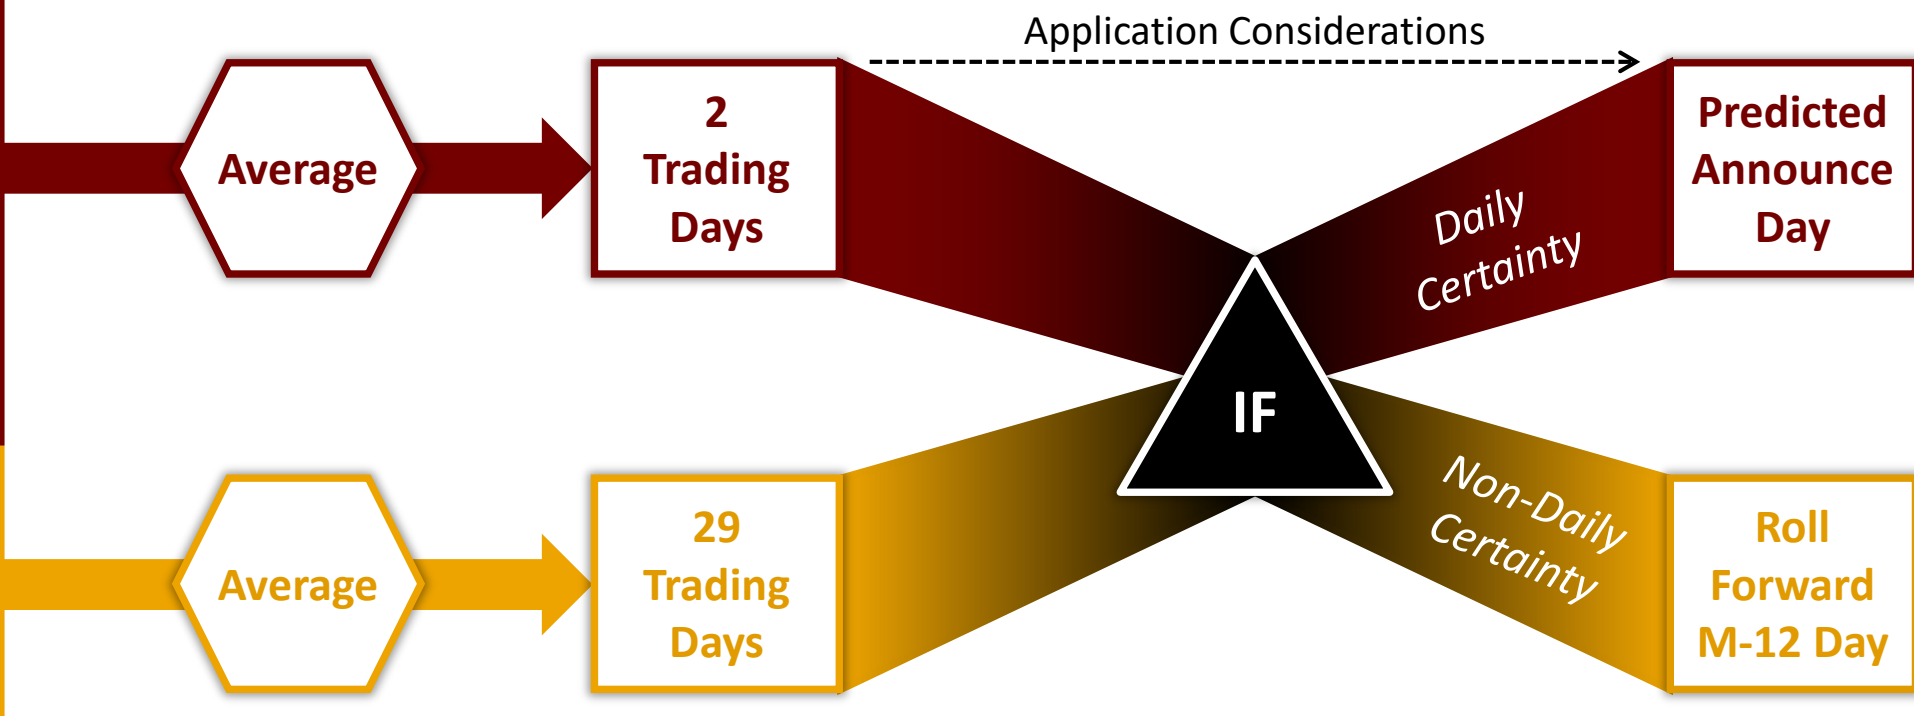 Application Considerations
Average
2
Trading
Days
Daily
Certainty
Predicted
Announce
Day
IF
Average
29
Trading
Days
Non-Daily
Certainty
Roll
Forward
M-12 Day